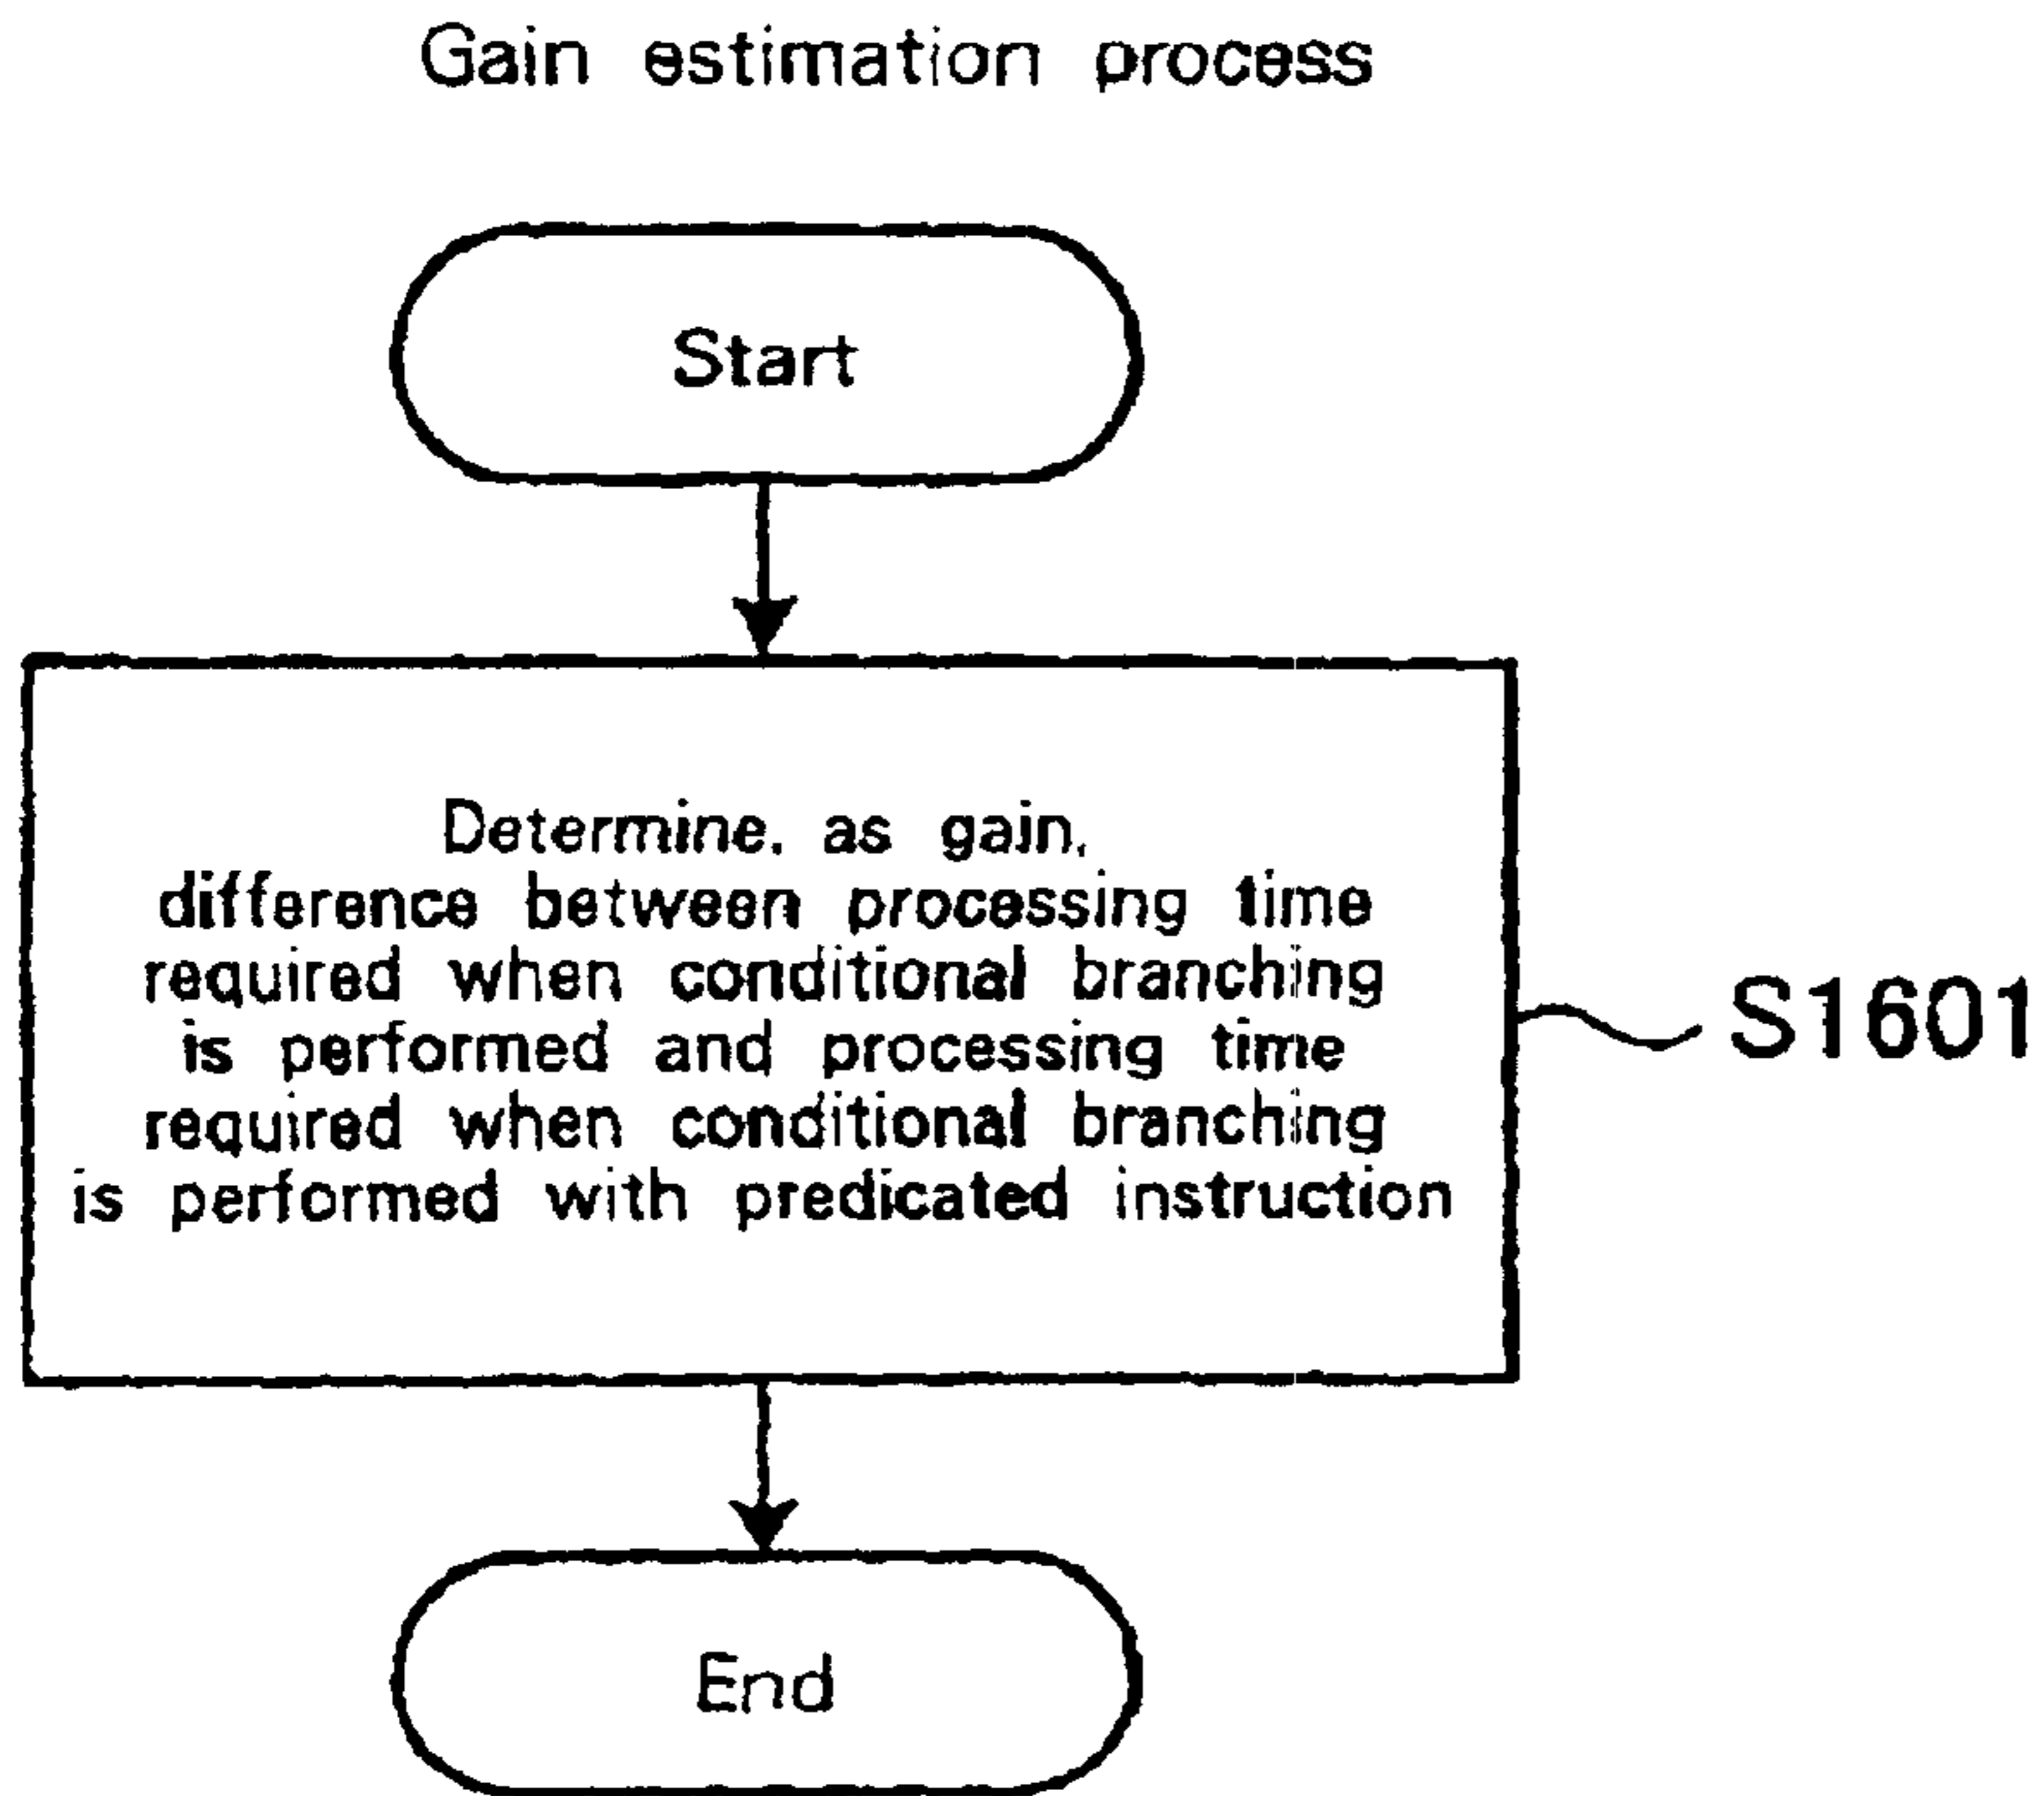 Gain estimation process
Start
Determine, as gain,
difference between processing time
required when conditional branching
is performed and processing time
required when conditional branching
is performed with predicated instruction
S1601
End